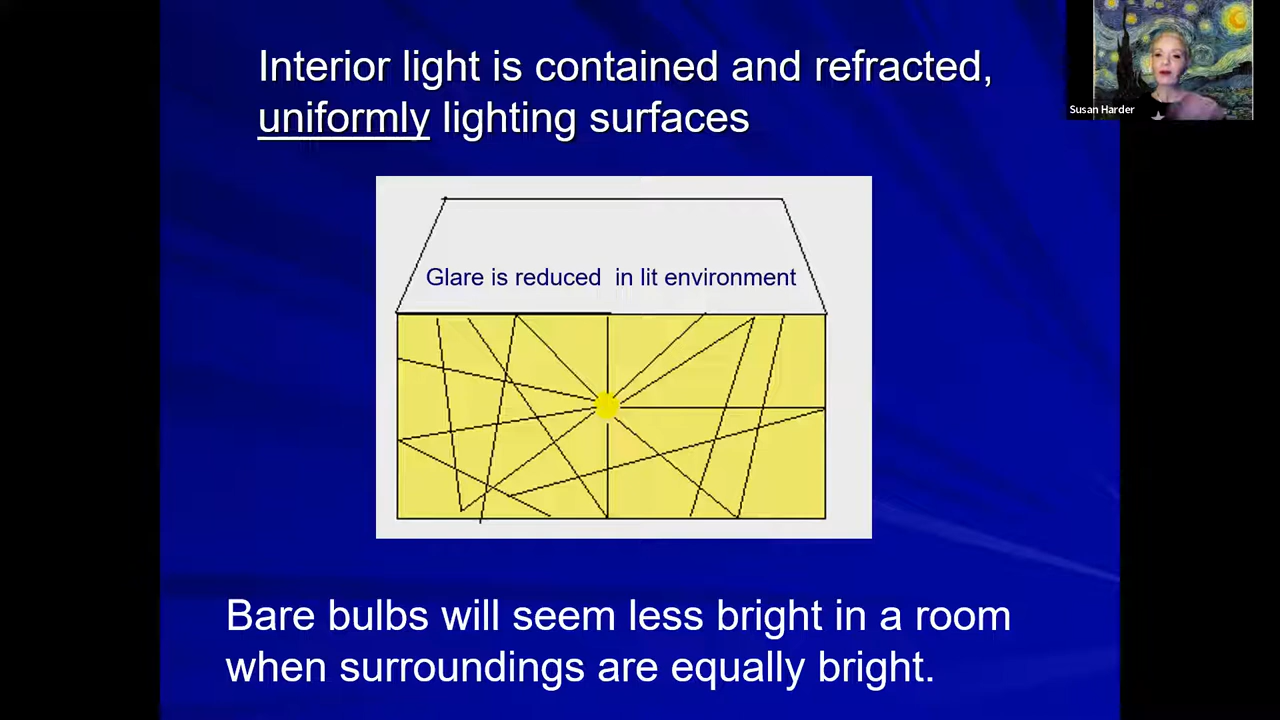 Interior light is contained and refracted,
uniformly lighting surfaces
Susan Harder
Glare is reduced in lit environment
Bare bulbs will seem less bright in a room
when surroundings are equally bright.